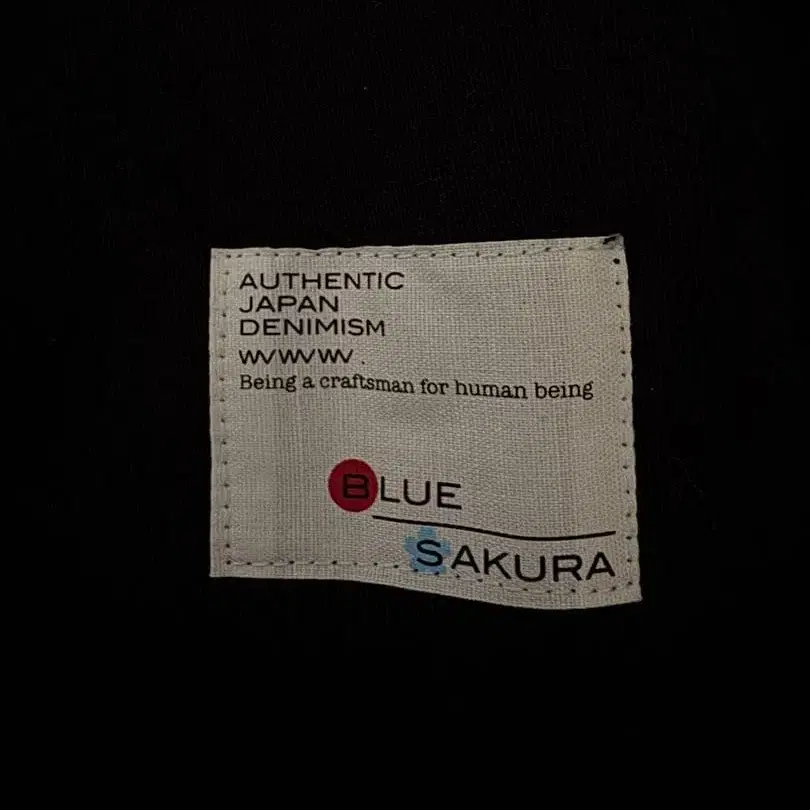 AUTHENTIC
JAPAN
DENIMISM
WWWW .
Being a craftsman for human being
BLUE
SAKURA